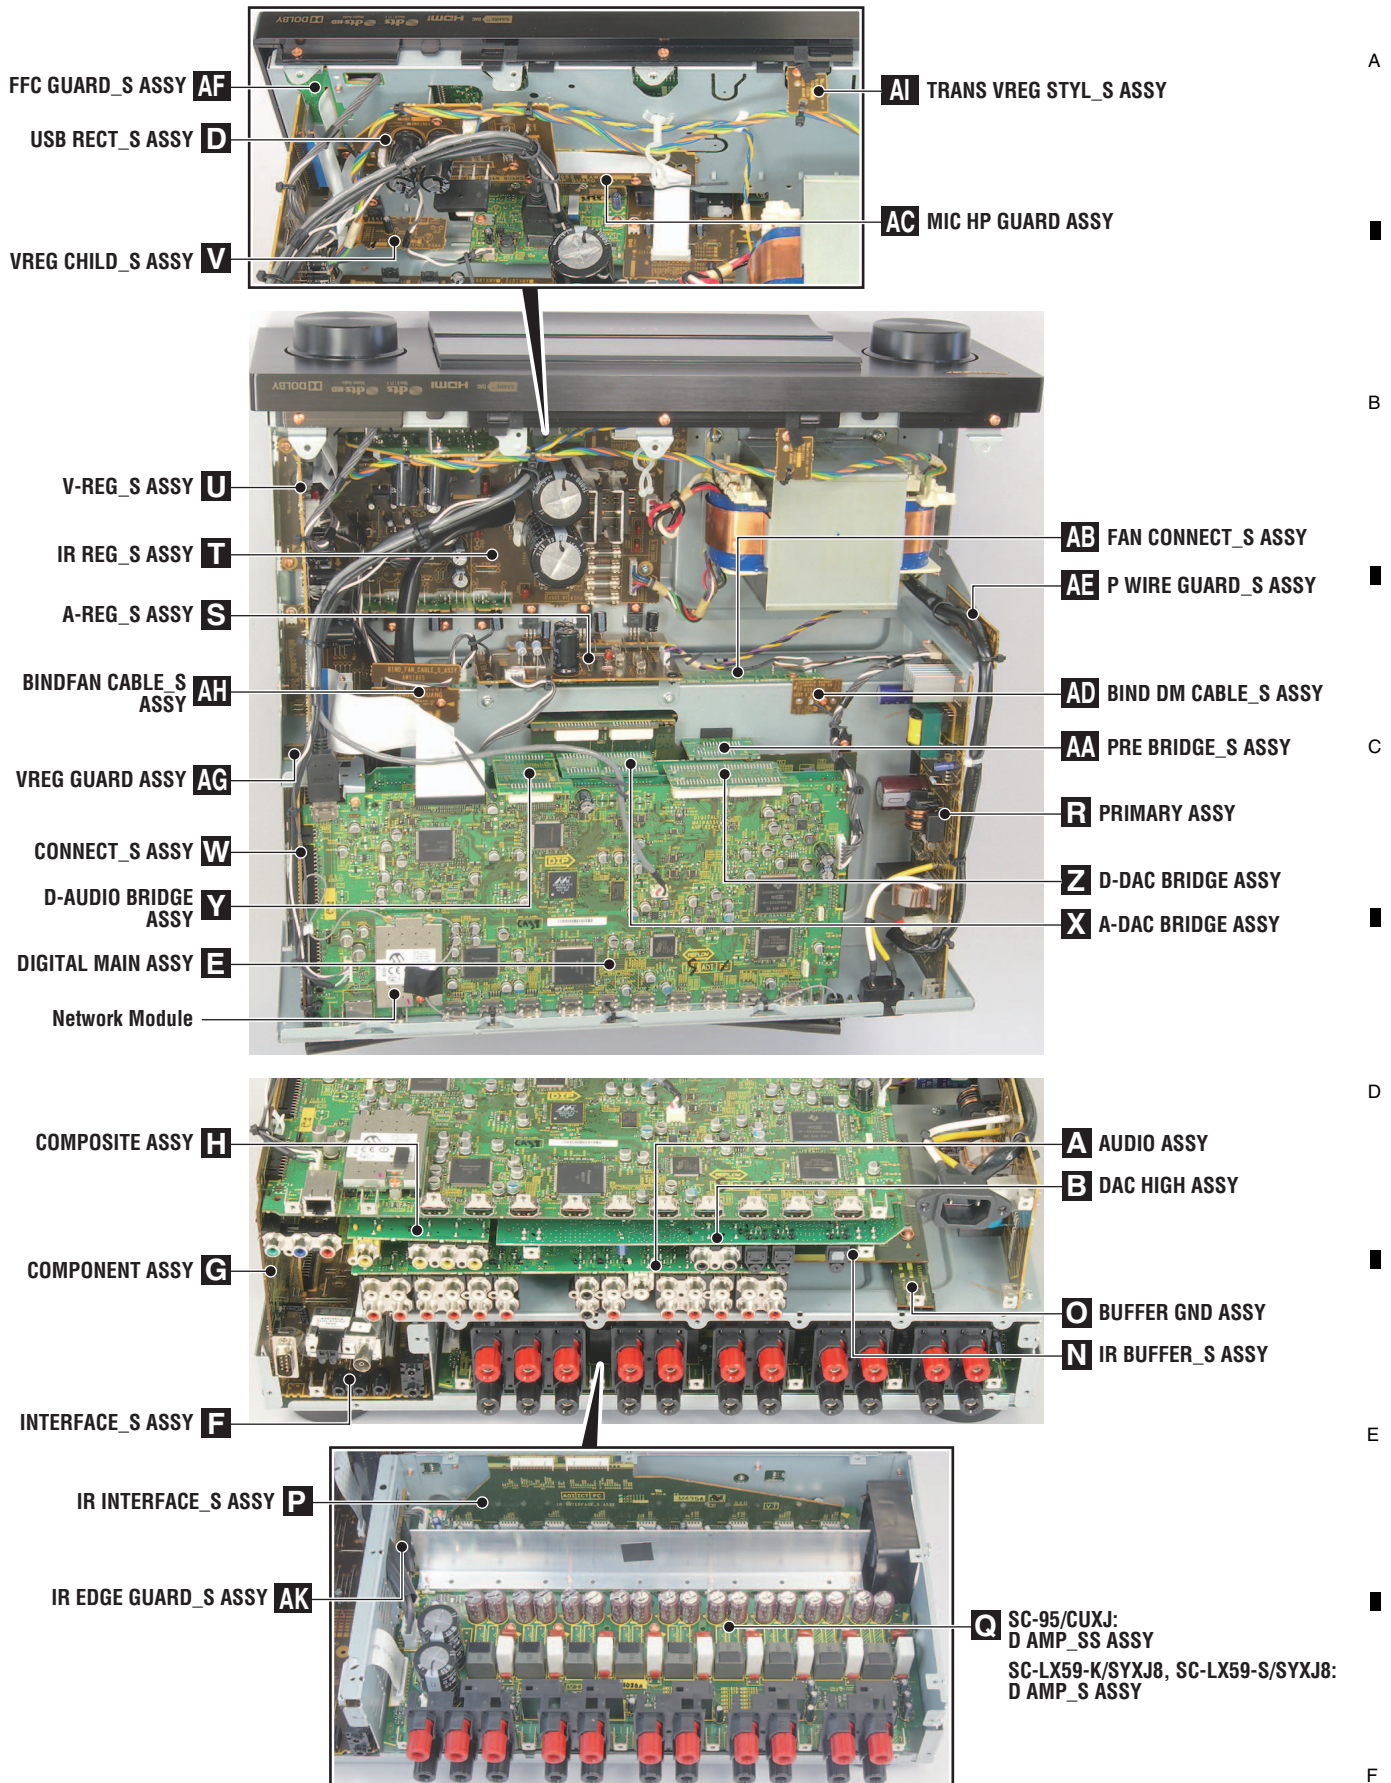 A
FFC GUARD_S ASSY AF
AI TRANS VREG STYL_S ASSY
USB RECT_S ASSY D
AC MIC HP GUARD ASSY
VREG CHILD_S ASSY V
B
V-REG_S ASSY U
IR REG_S ASSY T
AB FAN CONNECT_S ASSY
AE P WIRE GUARD_S ASSY
A-REG_S ASSY S
BINDFAN CABLE_S
ASSY AH
AD BIND DM CABLE_S ASSY
AA PRE BRIDGE_S ASSY
C
VREG GUARD ASSY AG
R PRIMARY ASSY
CONNECT_S ASSY W
Z D-DAC BRIDGE ASSY
D-AUDIO BRIDGE
ASSY Y
X A-DAC BRIDGE ASSY
DIGITAL MAIN ASSY E
Network Module
D
COMPOSITE ASSY H
A AUDIO ASSY
B DAC HIGH ASSY
COMPONENT ASSY G
O BUFFER GND ASSY
N IR BUFFER_S ASSY
INTERFACE_S ASSY F
E
IR INTERFACE_S ASSY P
IR EDGE GUARD_S ASSY AK
Q SC-95/CUXJ:
D AMP_SS ASSY
SC-LX59-K/SYXJ8, SC-LX59-S/SYXJ8:
D AMP_S ASSY
F